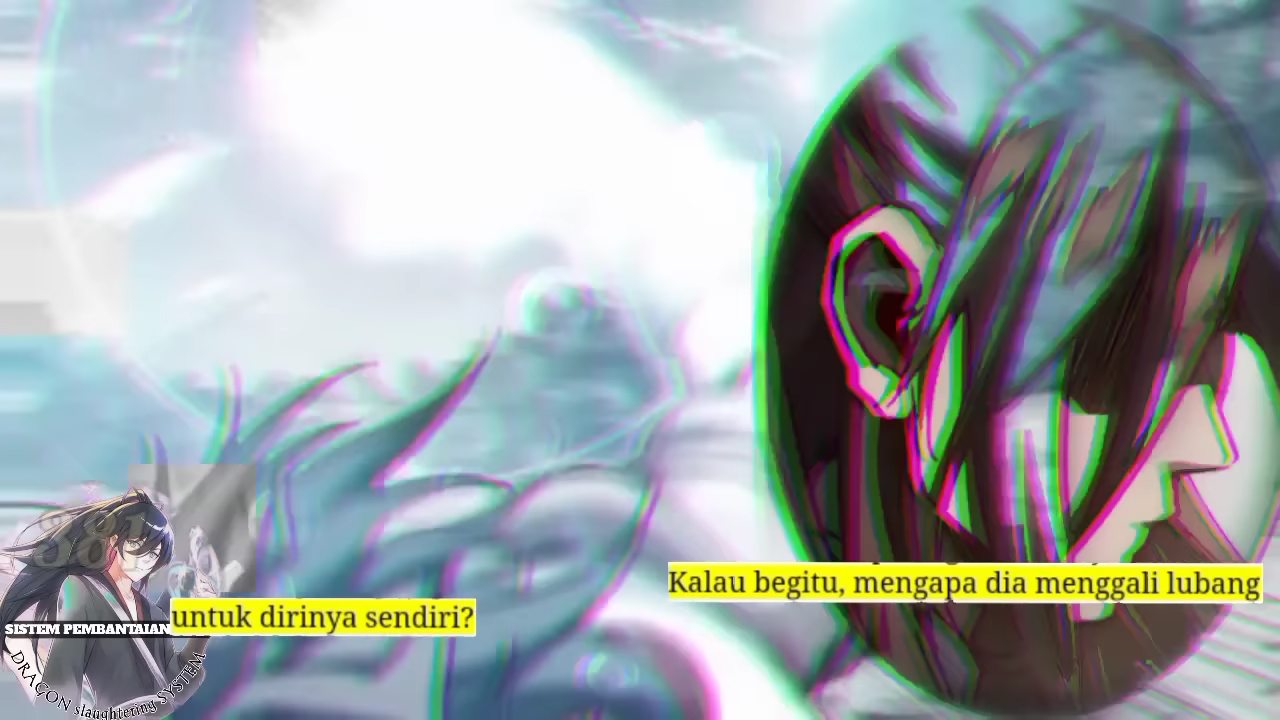 Kalau begitu, mengapa dia menggali lubang
untuk dirinya sendiri?
SISTEM PEMBANTAIAN
DRAGON slaughtering SYSTEM